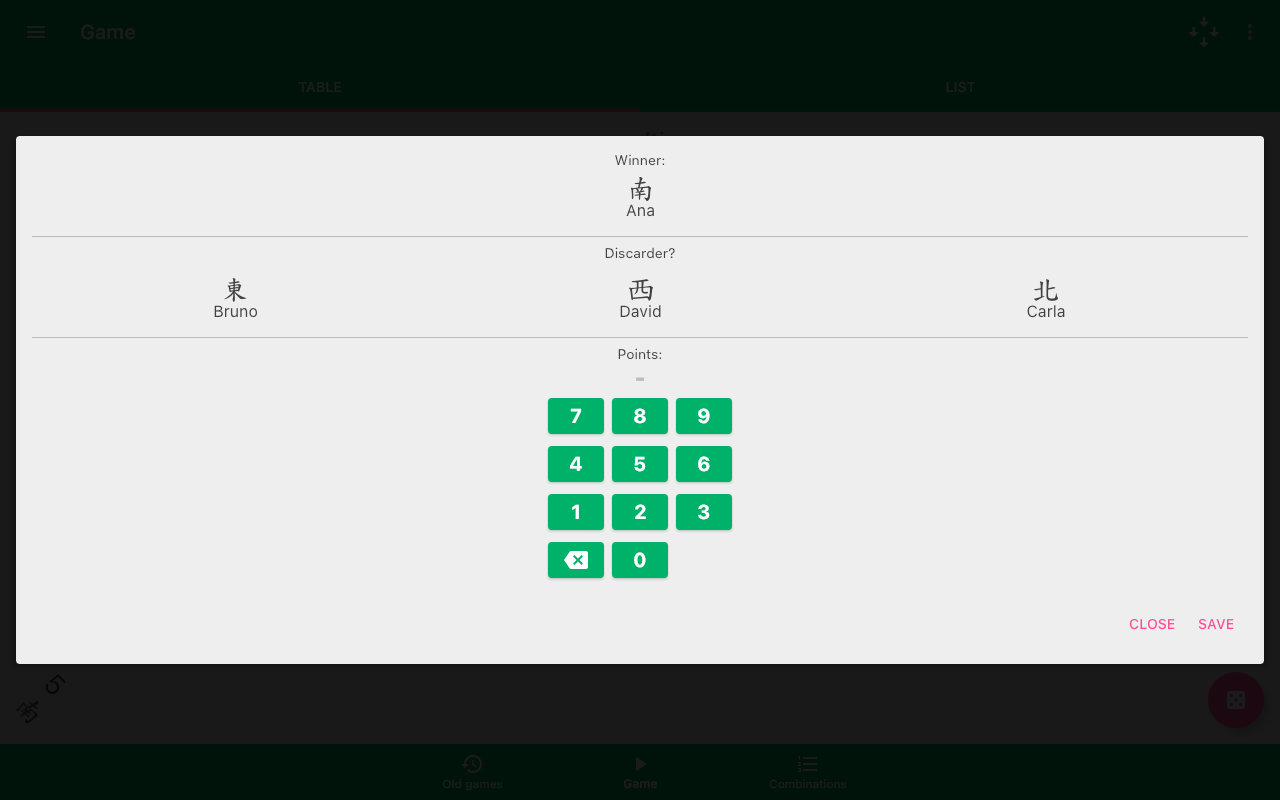 Game
TABLE
LIST
Winner:
南
Ana
Discarder?
東
西
北
Bruno
David
Carla
Points:
-
7 8 9
4 5 6
1 2 3
0
CLOSE SAVE
5
Old games
Game
Combinations